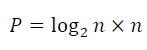 P = log₂ n × n